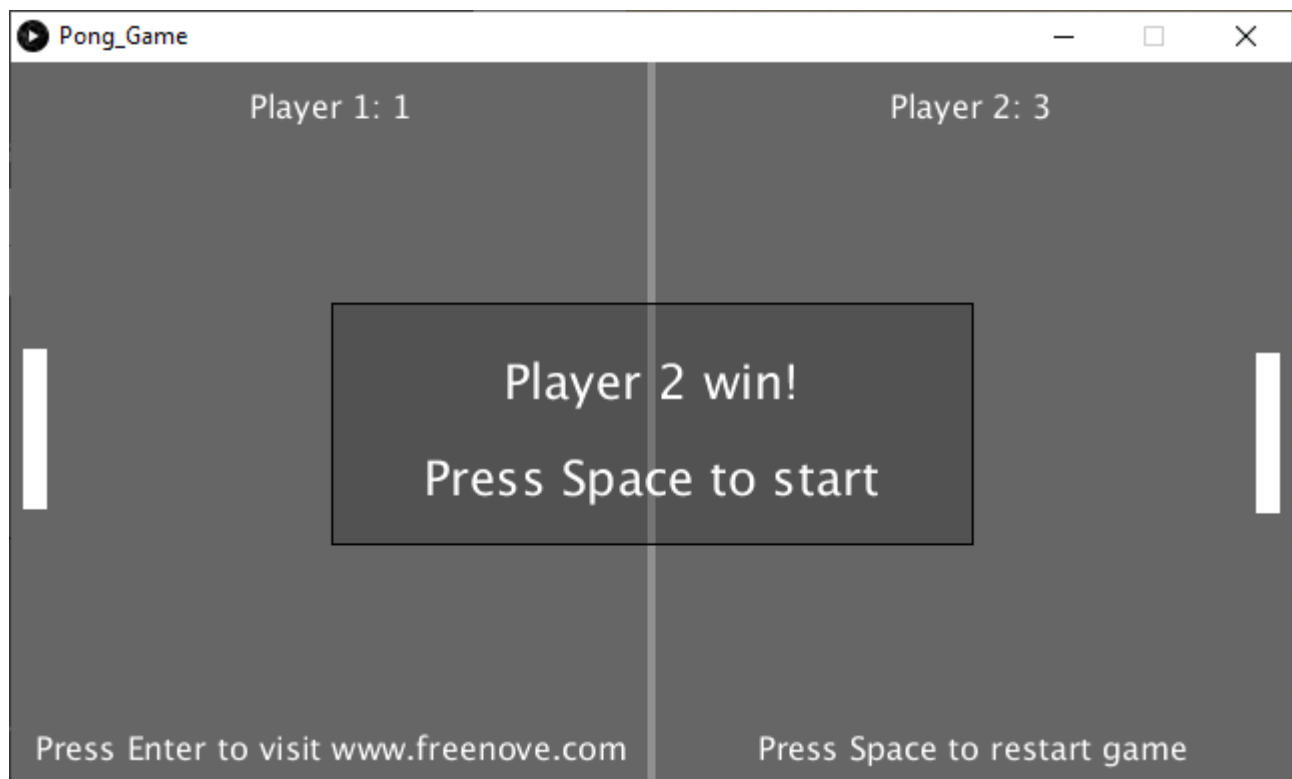 Pong_Game
Player 1: 1
Player 2: 3
Player 2 win!
Press Space to start
Press Enter to visit www.freenove.com
Press Space to restart game